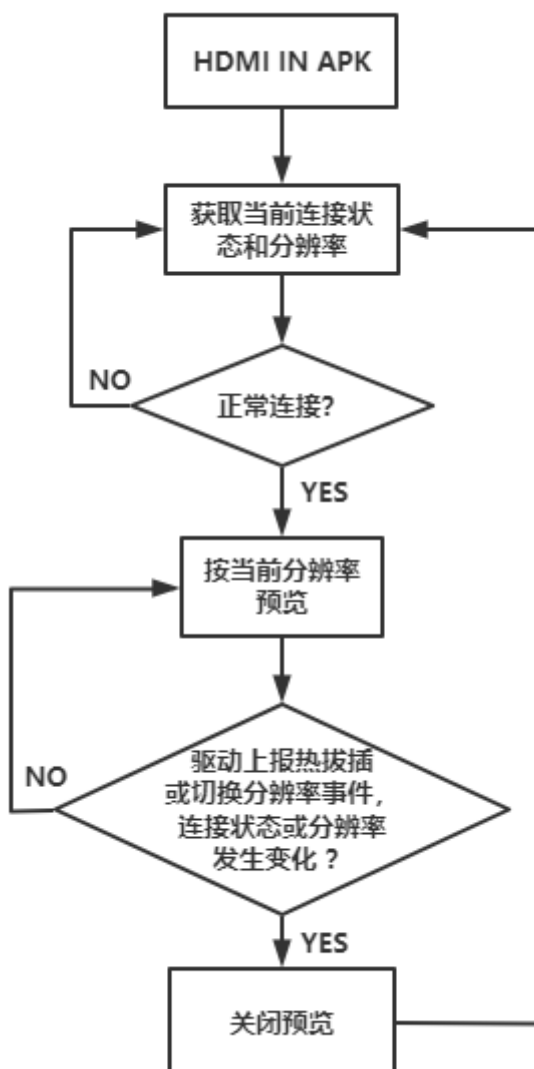 HDMI IN APK
获取当前连接状
态和分辨率
NO
正常连接?
YES
按当前分辨率
预览
NO
驱动上报热拔插
或切换分辨率事件,
连接状态或分辨率
发生变化？
YES
关闭预览